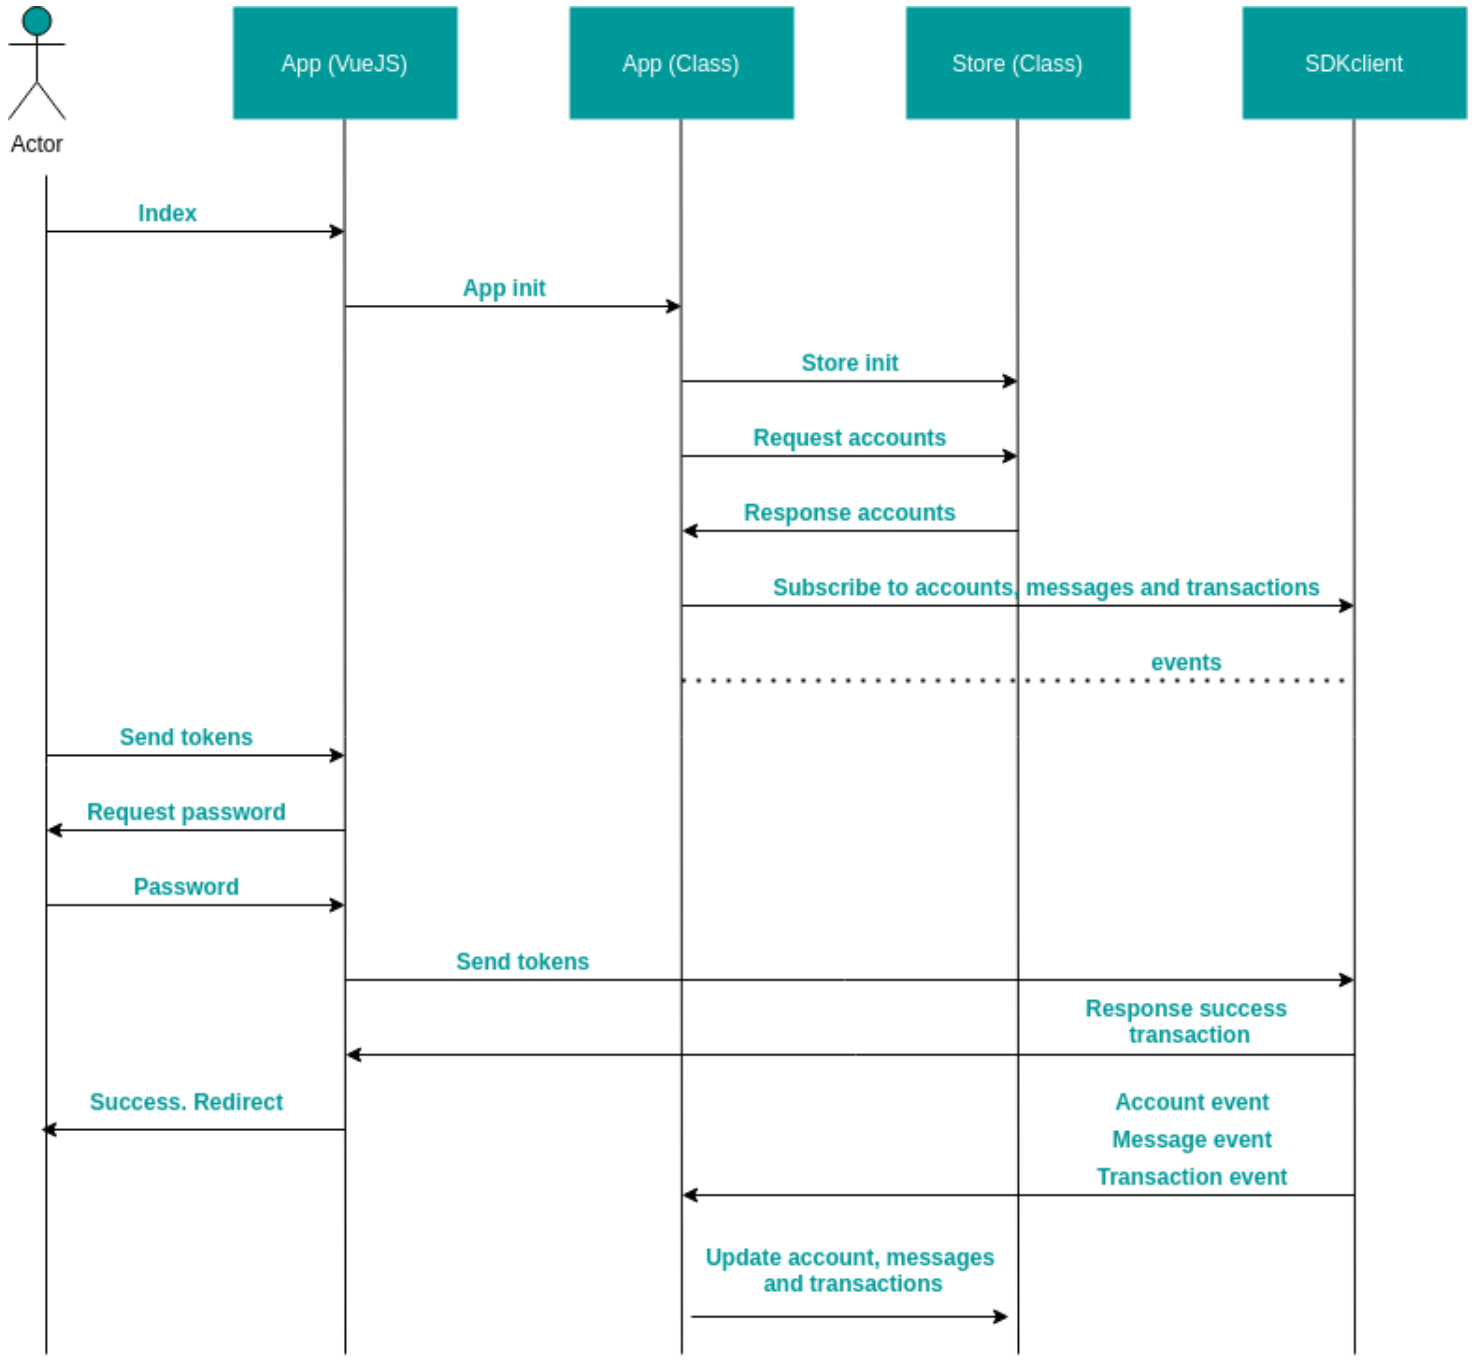 App (VueJS)
App (Class)
Store (Class)
SDKclient
Actor
Index
App init
Store init
Request accounts
Response accounts
Subscribe to accounts, messages and transactions
events
Send tokens
Request password
Password
Send tokens
Response success
transaction
Success. Redirect
Account event
Message event
Transaction event
Update account, messages
and transactions